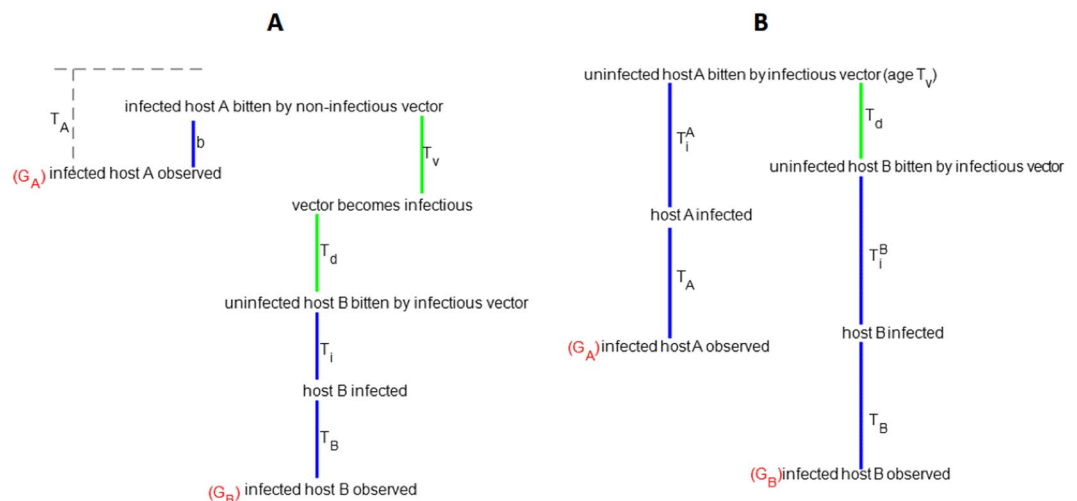 A
B
uninfected host A bitten by infectious vector (age T_v)
infected host A bitten by non-infectious vector
T_A
b
T_v
T_i^A
T_d
(G_A) infected host A observed
uninfected host B bitten by infectious vector
vector becomes infectious
host A infected
T_d
T_A
T_i^B
uninfected host B bitten by infectious vector
host B infected
T_i
(G_A) infected host A observed
host B infected
T_B
T_B
(G_B) infected host B observed
(G_B) infected host B observed